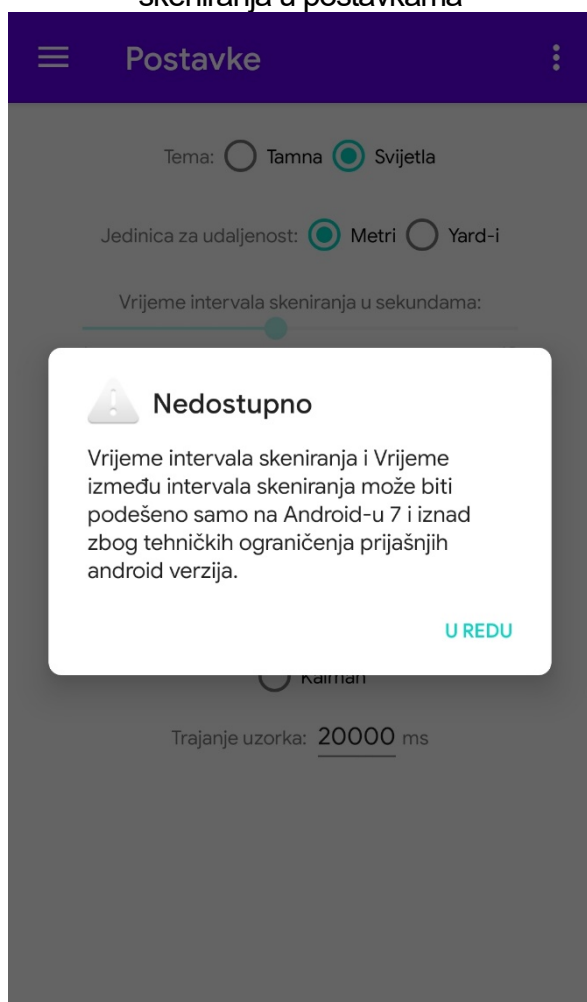 skeniranja u postavkama
Postavke
Tema: Tamna Svijetla
Jedinica za udaljenost: Metri Yard-i
Vrijeme intervala skeniranja u sekundama:
Nedostupno
Vrijeme intervala skeniranja i Vrijeme
između intervala skeniranja može biti
podešeno samo na Android-u 7 i iznad
zbog tehničkih ograničenja prijašnjih
android verzija.
U REDU
Kalman
Trajanje uzorka: 20000 ms